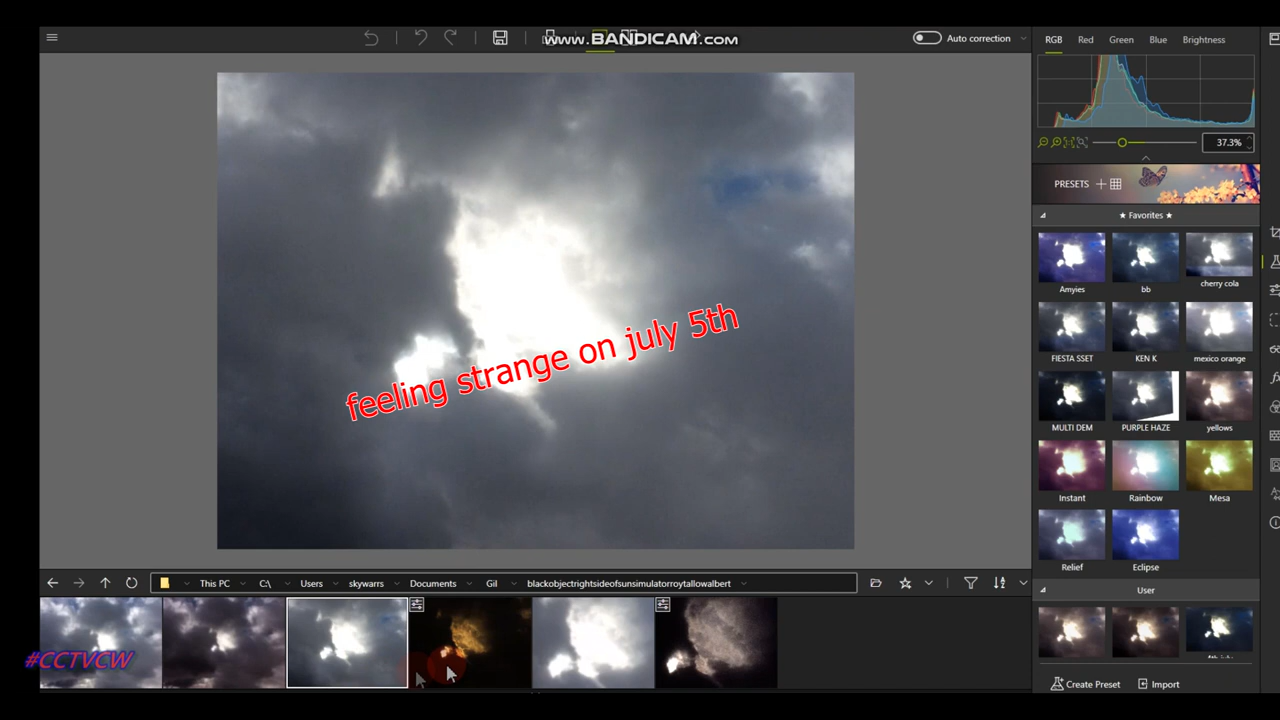 www.BANDICAM.com
Auto correction
RGB Red Green Blue Brightness
37.3%
PRESETS
★ Favorites ★
Amyies bb cherry cola
FIESTA SSET KEN K mexico orange
MULTI DEM PURPLE HAZE yellows
Instant Rainbow Mesa
Relief Eclipse
User
Create Preset Import
feeling strange on july 5th
This PC C:\ Users skywarrs Documents Gil blackobjectrightsideofsunsimulatorroytallowalbert
#CCTVCW